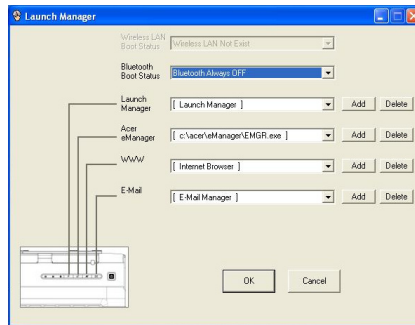 Launch Manager
Wireless LAN
Boot Status
Wireless LAN Not Exist
Bluetooth
Boot Status
Bluetooth Always OFF
Launch
Manager
[ Launch Manager ]
Add
Delete
Acer
eManager
[ c:\acer\eManager\EMGR.exe ]
Add
Delete
WWW
[ Internet Browser ]
Add
Delete
E-Mail
[ E-Mail Manager ]
Add
Delete
OK
Cancel